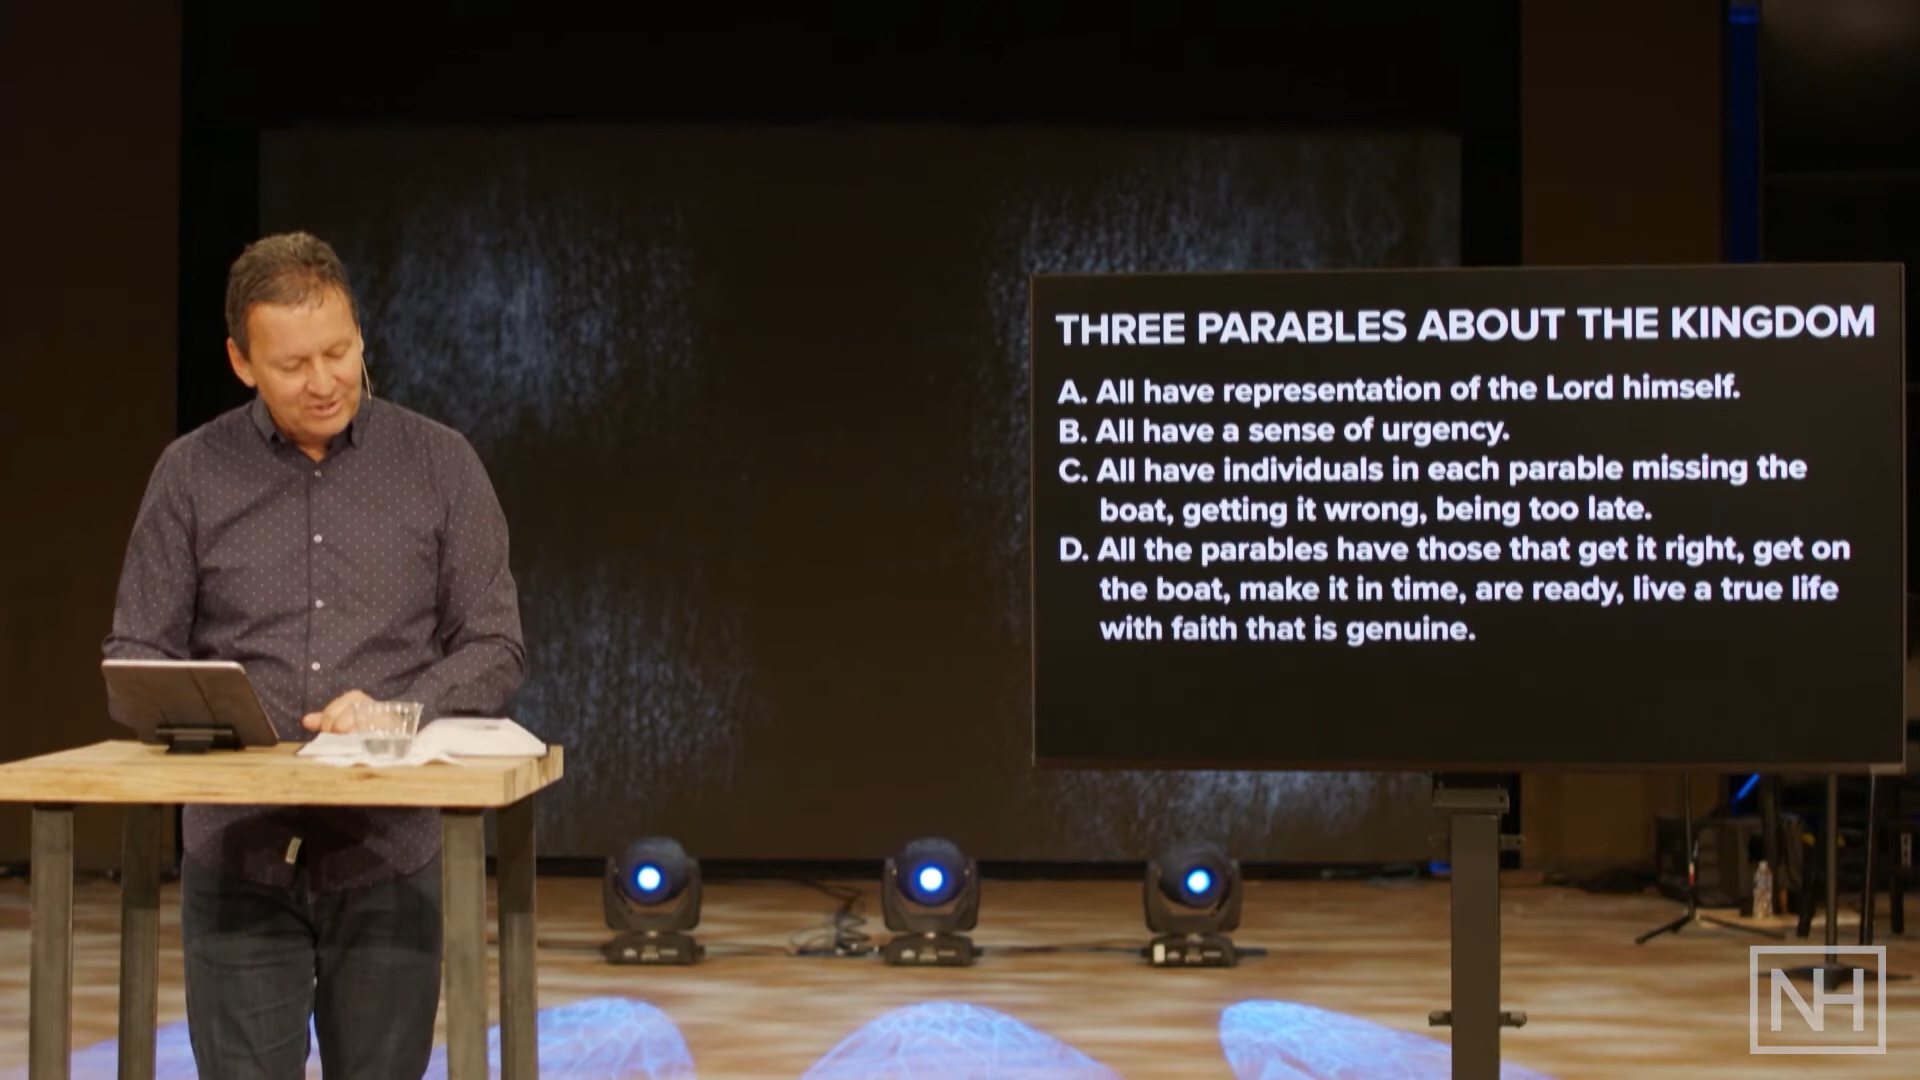 THREE PARABLES ABOUT THE KINGDOM
A. All have representation of the Lord himself.
B. All have a sense of urgency.
C. All have individuals in each parable missing the
boat, getting it wrong, being too late.
D. All the parables have those that get it right, get on
the boat, make it in time, are ready, live a true life
with faith that is genuine.
NH